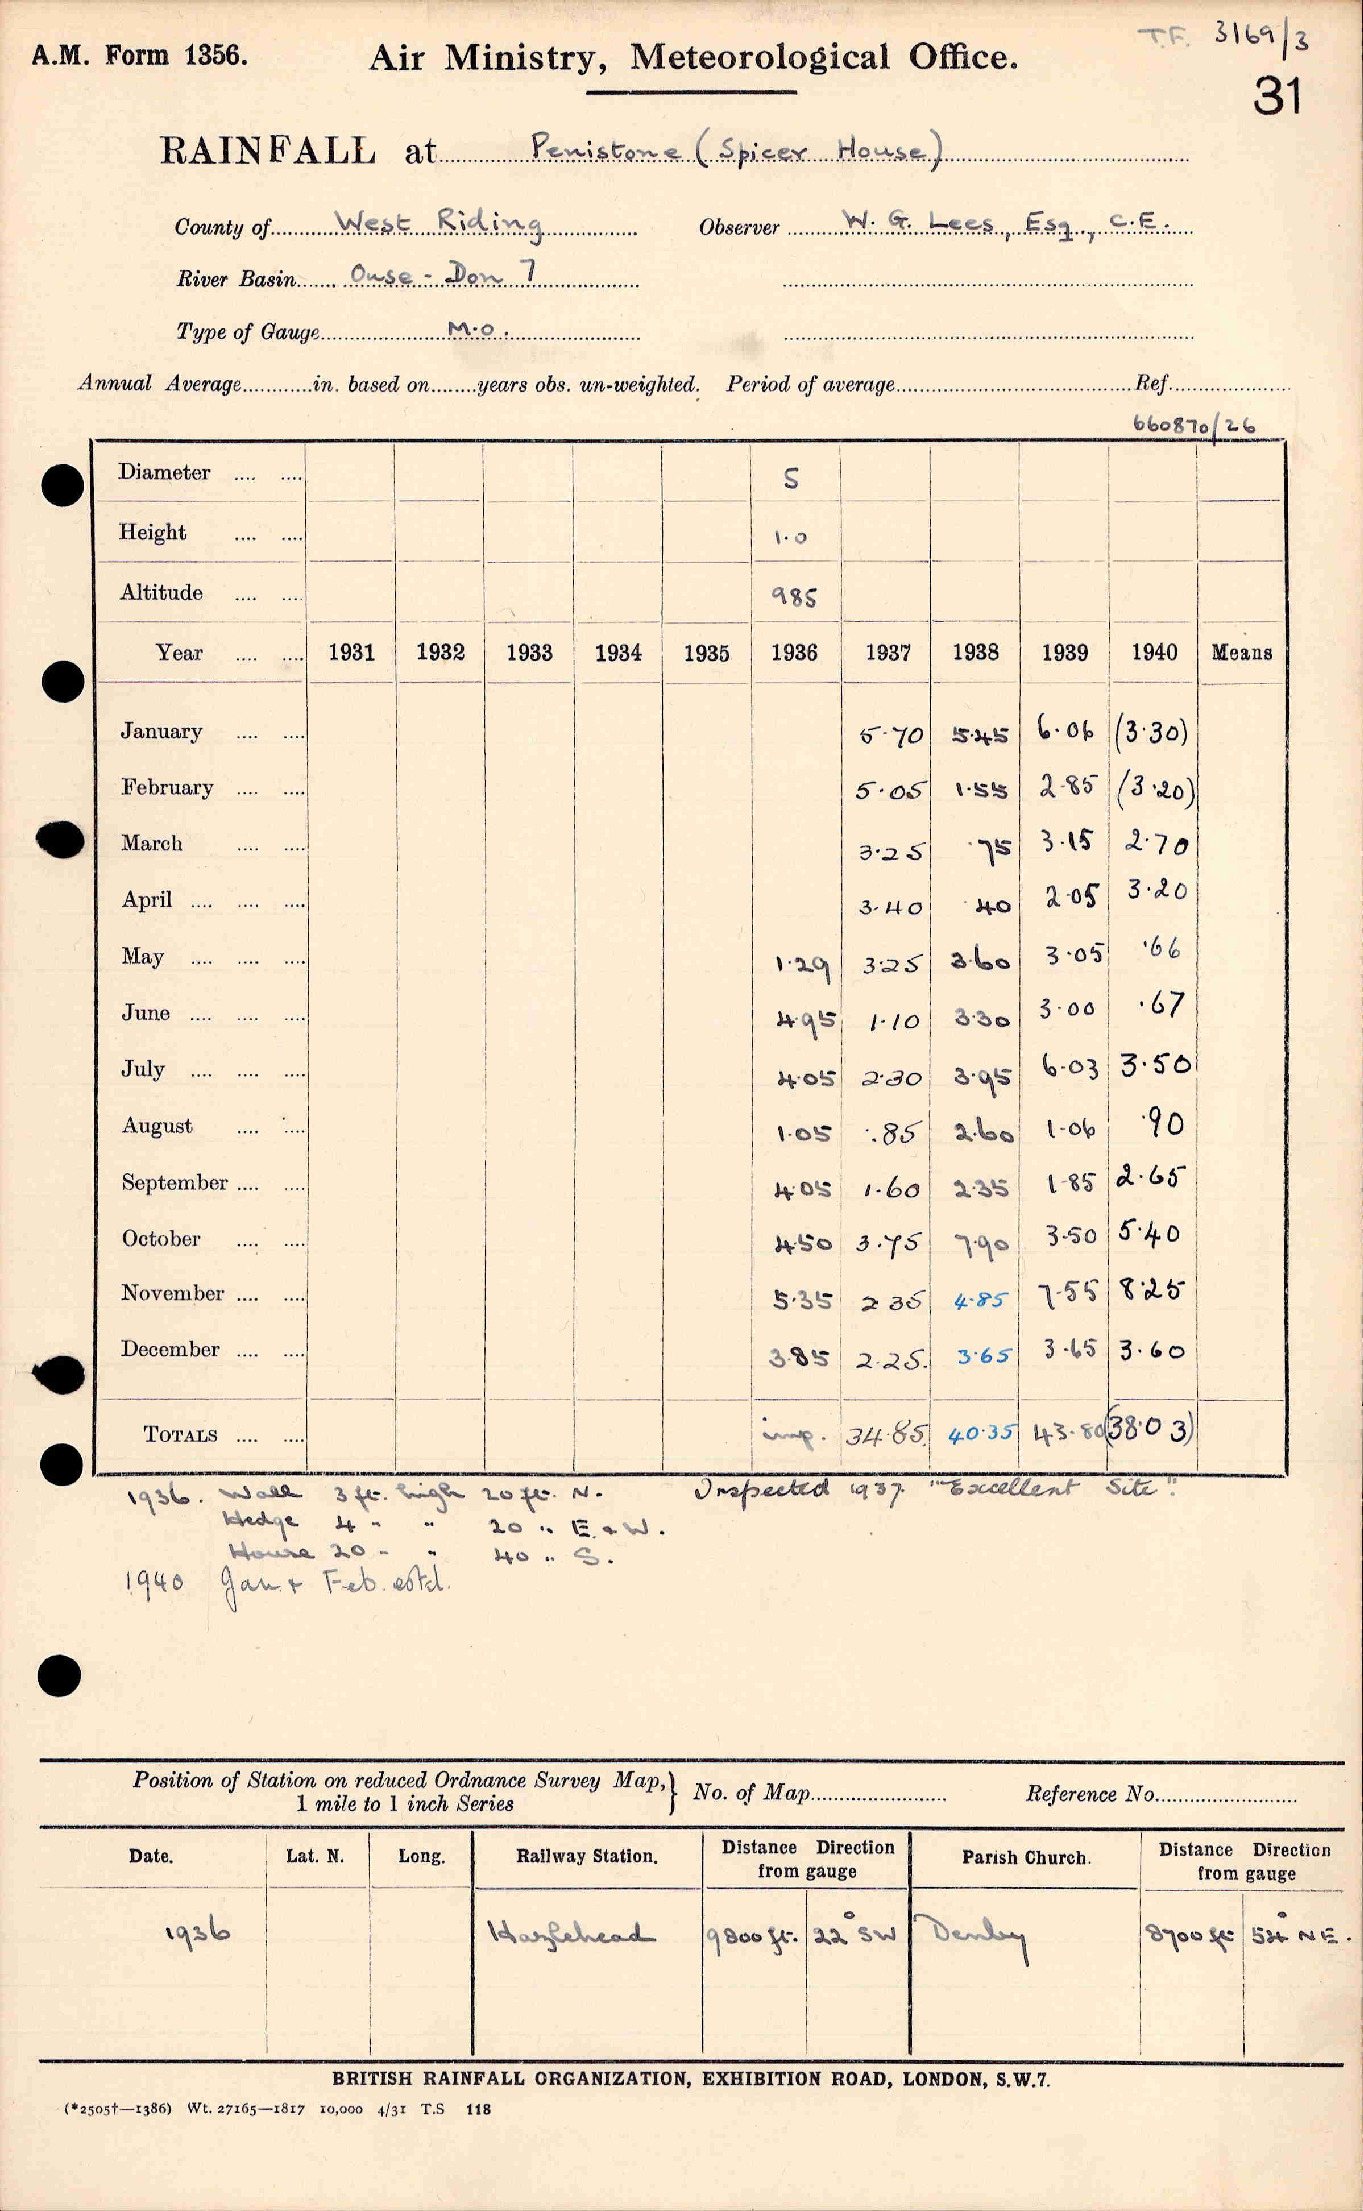 T.F. 3169/3
A.M. Form 1356. Air Ministry, Meteorological Office.
31
RAINFALL at Penistone (Spicer House)
County of West Riding Observer W. G. Lees, Esq., C.E.
River Basin Ouse - Don 7
Type of Gauge M.O.
Annual Average............in. based on........years obs. un-weighted. Period of average........ Ref........
660870/26
Diameter .... .... 5
Height .... .... 1.0
Altitude .... .... 985
Year .... .... 1931 1932 1933 1934 1935 1936 1937 1938 1939 1940 Means
January .... .... 5.70 5.45 6.06 (3.30)
February .... .... 5.05 1.55 2.85 (3.20)
March .... .... 3.25 .75 3.15 2.70
April .... .... .... 3.40 .40 2.05 3.20
May .... .... .... 1.29 3.25 3.60 3.05 .66
June .... .... .... 4.95 1.10 3.30 3.00 .67
July .... .... .... 4.05 2.30 3.95 6.03 3.50
August .... .... 1.05 .85 2.60 1.06 .90
September .... .... 4.05 1.60 2.35 1.85 2.65
October .... .... 4.50 3.75 7.90 3.50 5.40
November .... .... 5.35 2.35 4.85 7.55 8.25
December .... .... 3.85 2.25. 3.65 3.65 3.60
TOTALS .... .... imp. 34.85. 40.35 43.80 (38.03)
1936. Wall 3 ft. high 20 ft. N. Inspected 1937. "Excellent Site".
Hedge 4 " " 20 " E. & W.
House 20 " " 40 " S.
1940 Jan & Feb. estd.
Position of Station on reduced Ordnance Survey Map,} No. of Map........ Reference No........
1 mile to 1 inch Series
Date. Lat. N. Long. Railway Station. Distance Direction from gauge Parish Church. Distance Direction from gauge
1936 Hazlehead 9800 ft. 22° SW Denby 8700 ft 54° NE.
BRITISH RAINFALL ORGANIZATION, EXHIBITION ROAD, LONDON, S.W.7.
(*2505†—1386) Wt. 27165—1817 10,000 4/31 T.S 118